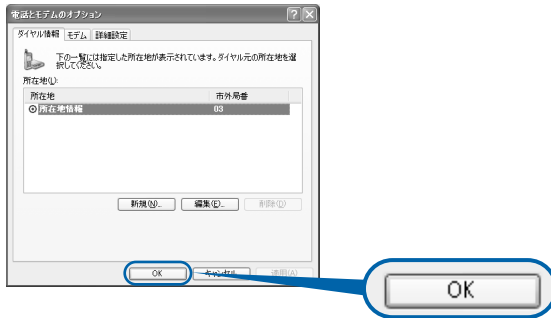 電話とモデムのオプション
ダイヤル情報 モデム 詳細設定
下の一覧には指定した所在地が表示されています。ダイヤル元の所在地を選
択してください。
所在地(L):
所在地 市外局番
所在地情報 03
新規(N)... 編集(E)... 削除(D)
OK キャンセル 適用(A)
OK